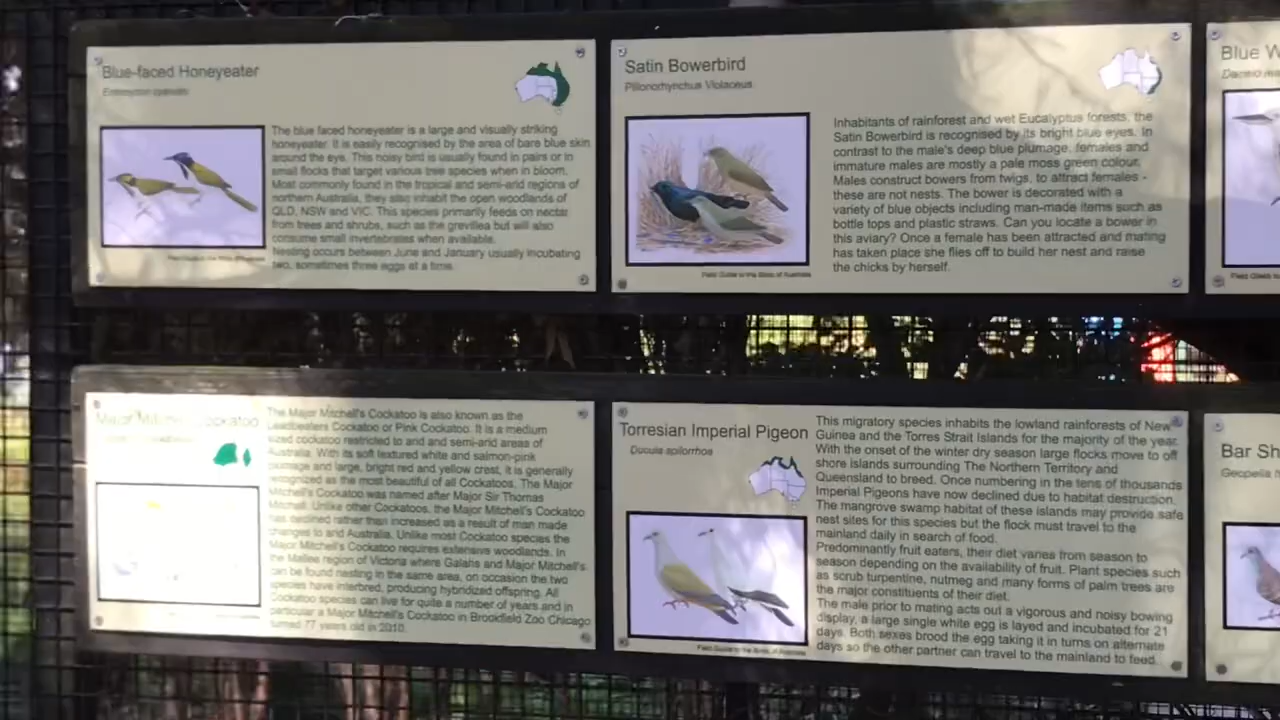 Blue-faced Honeyeater
The blue faced honeyeater is a large and visually striking
honeyeater. It is easily recognised by the area of bare blue skin
around the eye. This noisy bird is usually found in pairs or in
small flocks that target various tree species when in bloom.
Most commonly found in the tropical and semi-arid regions of
northern Australia, they also inhabit the open woodlands of
QLD, NSW and VIC. This species primarily feeds on nectar
from trees and shrubs, such as the grevillea but will also
consume small invertebrates when available.
Nesting occurs between June and January usually incubating
two, sometimes three eggs at a time.
Satin Bowerbird
Ptilonorhynchus Violaceus
Inhabitants of rainforest and wet Eucalyptus forests, the
Satin Bowerbird is recognised by its bright blue eyes. In
contrast to the male's deep blue plumage, females and
immature males are mostly a pale moss green colour.
Males construct bowers from twigs, to attract females -
these are not nests. The bower is decorated with a
variety of blue objects including man-made items such as
bottle tops and plastic straws. Can you locate a bower in
this aviary? Once a female has been attracted and mating
has taken place she flies off to build her nest and raise
the chicks by herself.
Field Guide to the Birds of Australia
Blue W
Major Mitchell's Cockatoo
The Major Mitchell's Cockatoo is also known as the
Leadbeaters Cockatoo or Pink Cockatoo. It is a medium
sized cockatoo restricted to arid and semi-arid areas of
Australia. With its soft textured white and salmon-pink
plumage and large, bright red and yellow crest, it is generally
recognized as the most beautiful of all Cockatoos. The Major
Mitchell's Cockatoo was named after Major Sir Thomas
Mitchell. Unlike other Cockatoos, the Major Mitchell's Cockatoo
has declined rather than increased as a result of man made
changes to arid Australia. Unlike most Cockatoo species the
Major Mitchell's Cockatoo requires extensive woodlands. In
the Mallee region of Victoria where Galahs and Major Mitchell's
can be found nesting in the same area, on occasion the two
species have interbred, producing hybridized offspring. All
Cockatoo species can live for quite a number of years and in
particular a Major Mitchell's Cockatoo in Brookfield Zoo Chicago
turned 77 years old in 2010.
Torresian Imperial Pigeon
Ducula spilorrhoa
This migratory species inhabits the lowland rainforests of New
Guinea and the Torres Strait Islands for the majority of the year.
With the onset of the winter dry season large flocks move to off
shore islands surrounding The Northern Territory and
Queensland to breed. Once numbering in the tens of thousands
Imperial Pigeons have now declined due to habitat destruction.
The mangrove swamp habitat of these islands may provide safe
nest sites for this species but the flock must travel to the
mainland daily in search of food.
Predominantly fruit eaters, their diet varies from season to
season depending on the availability of fruit. Plant species such
as scrub turpentine, nutmeg and many forms of palm trees are
the major constituents of their diet.
The male prior to mating acts out a vigorous and noisy bowing
display, a large single white egg is layed and incubated for 21
days. Both sexes brood the egg taking it in turns on alternate
days so the other partner can travel to the mainland to feed.
Field Guide to the Birds of Australia
Bar Sh
Geopelia h